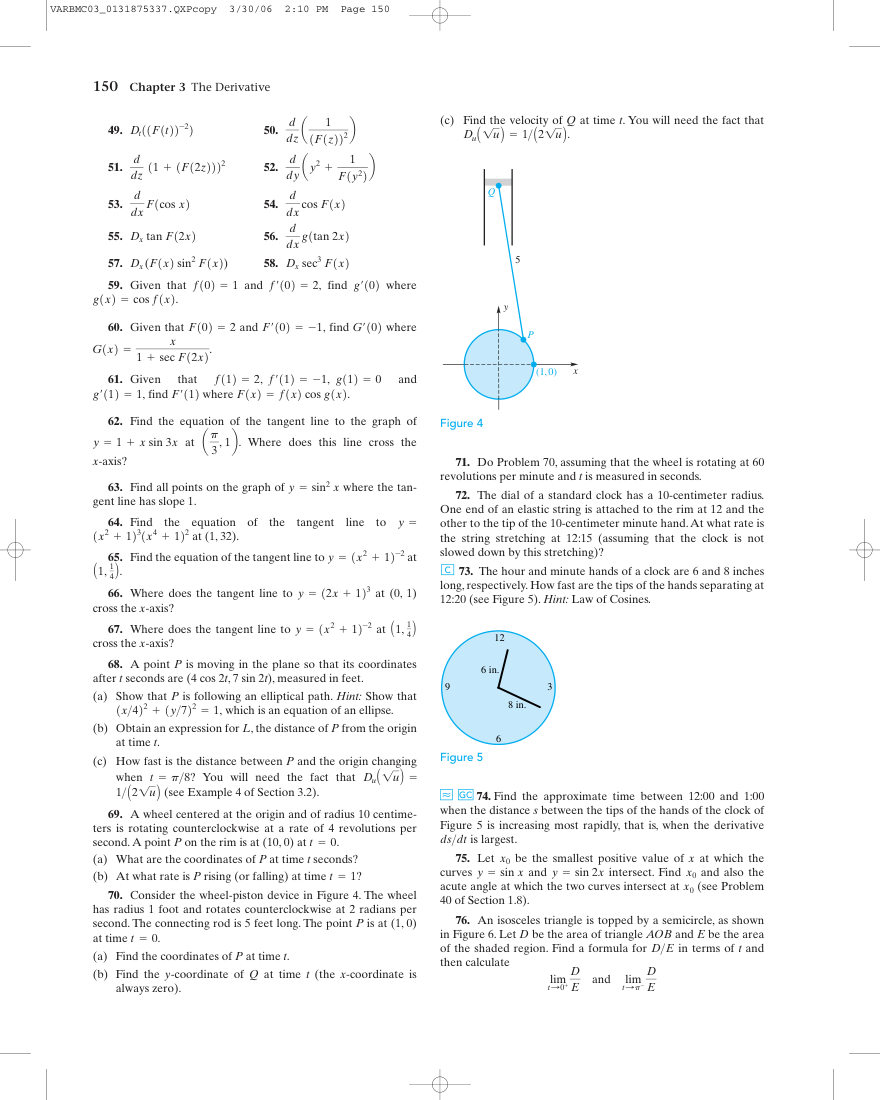 VARBMC03_0131875337.QXPcopy 3/30/06 2:10 PM Page 150
150 Chapter 3 The Derivative
49. Dₜ((F(t))⁻²)
50. d/dz (1/(F(z))²)
51. d/dz (1 + (F(2z)))²
52. d/dy (y² + 1/F(y²))
53. d/dx F(cos x)
54. d/dx cos F(x)
55. Dₓ tan F(2x)
56. d/dx g(tan 2x)
57. Dₓ(F(x) sin² F(x))
58. Dₓ sec³ F(x)
59. Given that f(0) = 1 and f′(0) = 2, find g′(0) where
g(x) = cos f(x).
60. Given that F(0) = 2 and F′(0) = −1, find G′(0) where
G(x) = x/(1 + sec F(2x)).
61. Given that f(1) = 2, f′(1) = −1, g(1) = 0 and
g′(1) = 1, find F′(1) where F(x) = f(x) cos g(x).
62. Find the equation of the tangent line to the graph of
y = 1 + x sin 3x at (π/3, 1). Where does this line cross the
x-axis?
63. Find all points on the graph of y = sin² x where the tan-
gent line has slope 1.
64. Find the equation of the tangent line to y =
(x² + 1)³(x⁴ + 1)² at (1, 32).
65. Find the equation of the tangent line to y = (x² + 1)⁻² at
(1, 1/4).
66. Where does the tangent line to y = (2x + 1)³ at (0, 1)
cross the x-axis?
67. Where does the tangent line to y = (x² + 1)⁻² at (1, 1/4)
cross the x-axis?
68. A point P is moving in the plane so that its coordinates
after t seconds are (4 cos 2t, 7 sin 2t), measured in feet.
(a) Show that P is following an elliptical path. Hint: Show that
(x/4)² + (y/7)² = 1, which is an equation of an ellipse.
(b) Obtain an expression for L, the distance of P from the origin
at time t.
(c) How fast is the distance between P and the origin changing
when t = π/8? You will need the fact that Dᵤ(√u) =
1/(2√u) (see Example 4 of Section 3.2).
69. A wheel centered at the origin and of radius 10 centime-
ters is rotating counterclockwise at a rate of 4 revolutions per
second. A point P on the rim is at (10, 0) at t = 0.
(a) What are the coordinates of P at time t seconds?
(b) At what rate is P rising (or falling) at time t = 1?
70. Consider the wheel-piston device in Figure 4. The wheel
has radius 1 foot and rotates counterclockwise at 2 radians per
second. The connecting rod is 5 feet long. The point P is at (1, 0)
at time t = 0.
(a) Find the coordinates of P at time t.
(b) Find the y-coordinate of Q at time t (the x-coordinate is
always zero).
(c) Find the velocity of Q at time t. You will need the fact that
Dᵤ(√u) = 1/(2√u).
Q
5
y
P
(1, 0)
x
Figure 4
71. Do Problem 70, assuming that the wheel is rotating at 60
revolutions per minute and t is measured in seconds.
72. The dial of a standard clock has a 10-centimeter radius.
One end of an elastic string is attached to the rim at 12 and the
other to the tip of the 10-centimeter minute hand. At what rate is
the string stretching at 12:15 (assuming that the clock is not
slowed down by this stretching)?
C 73. The hour and minute hands of a clock are 6 and 8 inches
long, respectively. How fast are the tips of the hands separating at
12:20 (see Figure 5). Hint: Law of Cosines.
12
6 in.
9
3
8 in.
6
Figure 5
≈ GC 74. Find the approximate time between 12:00 and 1:00
when the distance s between the tips of the hands of the clock of
Figure 5 is increasing most rapidly, that is, when the derivative
ds/dt is largest.
75. Let x₀ be the smallest positive value of x at which the
curves y = sin x and y = sin 2x intersect. Find x₀ and also the
acute angle at which the two curves intersect at x₀ (see Problem
40 of Section 1.8).
76. An isosceles triangle is topped by a semicircle, as shown
in Figure 6. Let D be the area of triangle AOB and E be the area
of the shaded region. Find a formula for D/E in terms of t and
then calculate
lim t→0⁺ D/E and lim t→π⁻ D/E